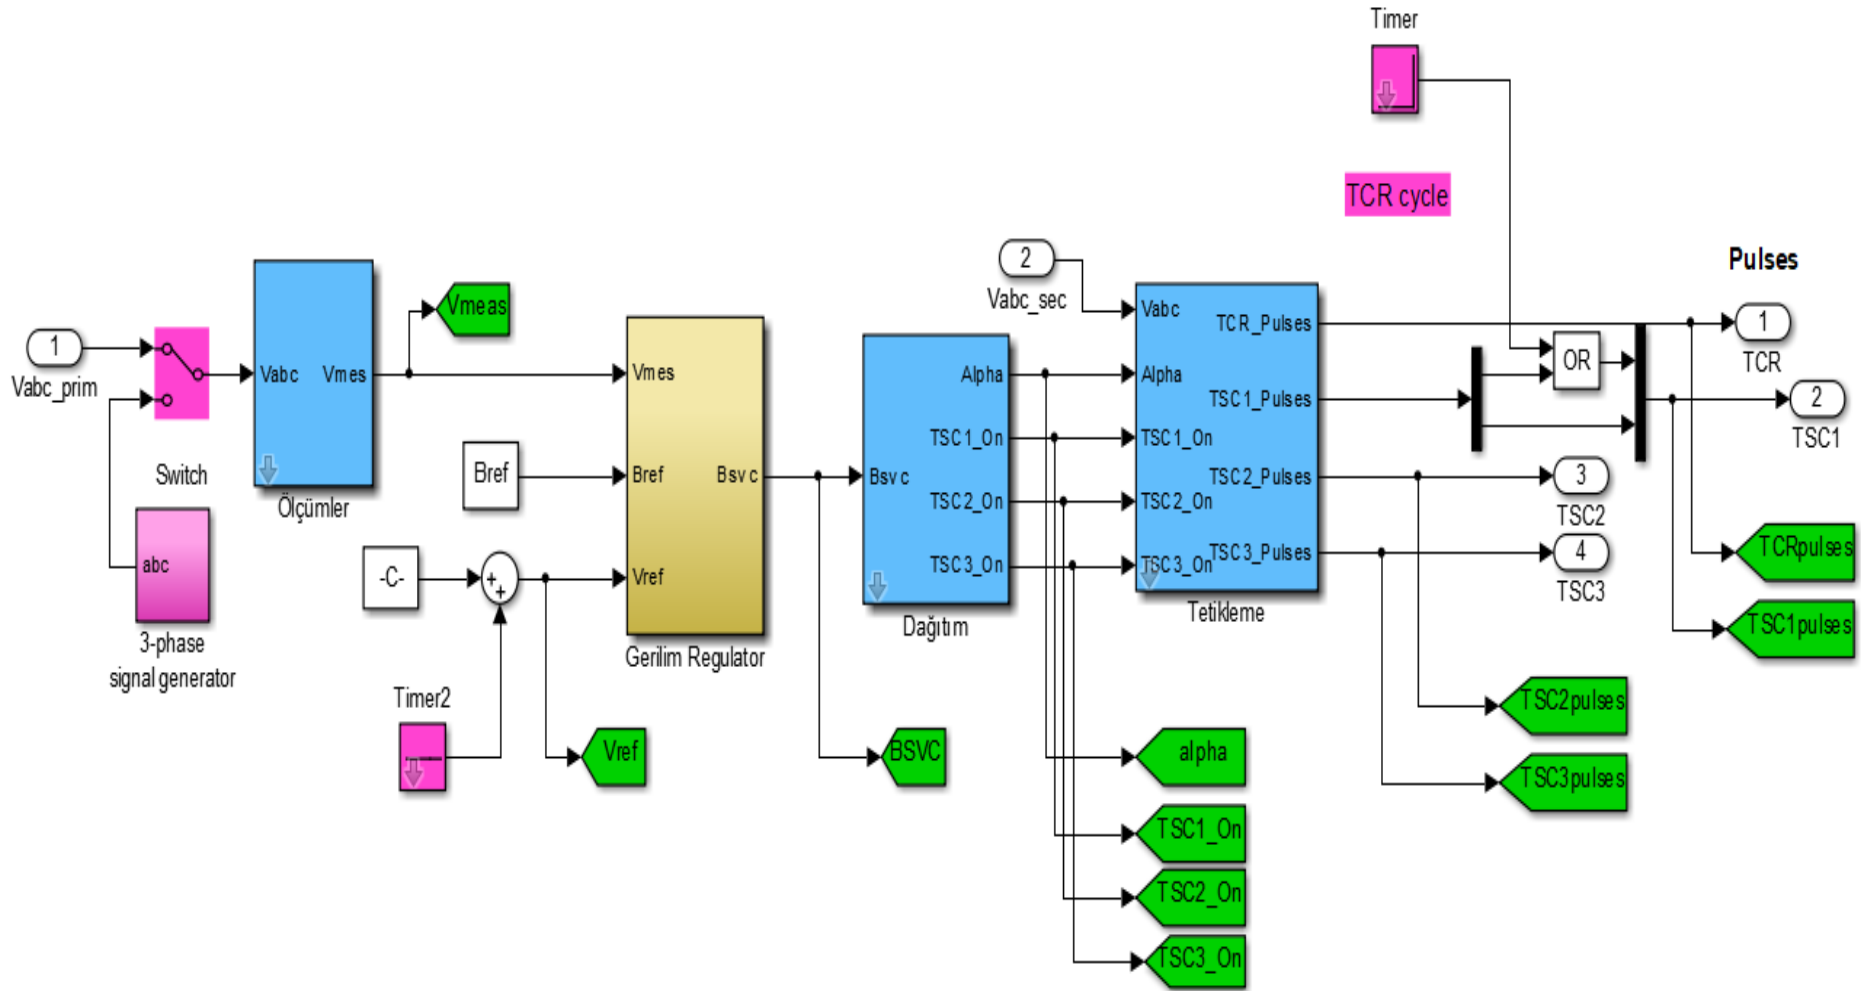 Timer
TCR cycle
Pulses
1
Vabc_prim
Switch
abc
3-phase
signal generator
Vabc
Vmes
Ölçümler
Vmeas
Bref
-C-
+
+
Timer2
Vref
Vmes
Bref
Vref
Bsvc
Gerilim Regulator
BSVC
Bsvc
Alpha
TSC1_On
TSC2_On
TSC3_On
Dağıtım
2
Vabc_sec
Vabc
Alpha
TSC1_On
TSC2_On
TSC3_On
TCR_Pulses
TSC1_Pulses
TSC2_Pulses
TSC3_Pulses
Tetikleme
alpha
TSC1_On
TSC2_On
TSC3_On
OR
1
TCR
2
TSC1
3
TSC2
4
TSC3
TCRpulses
TSC1pulses
TSC2pulses
TSC3pulses